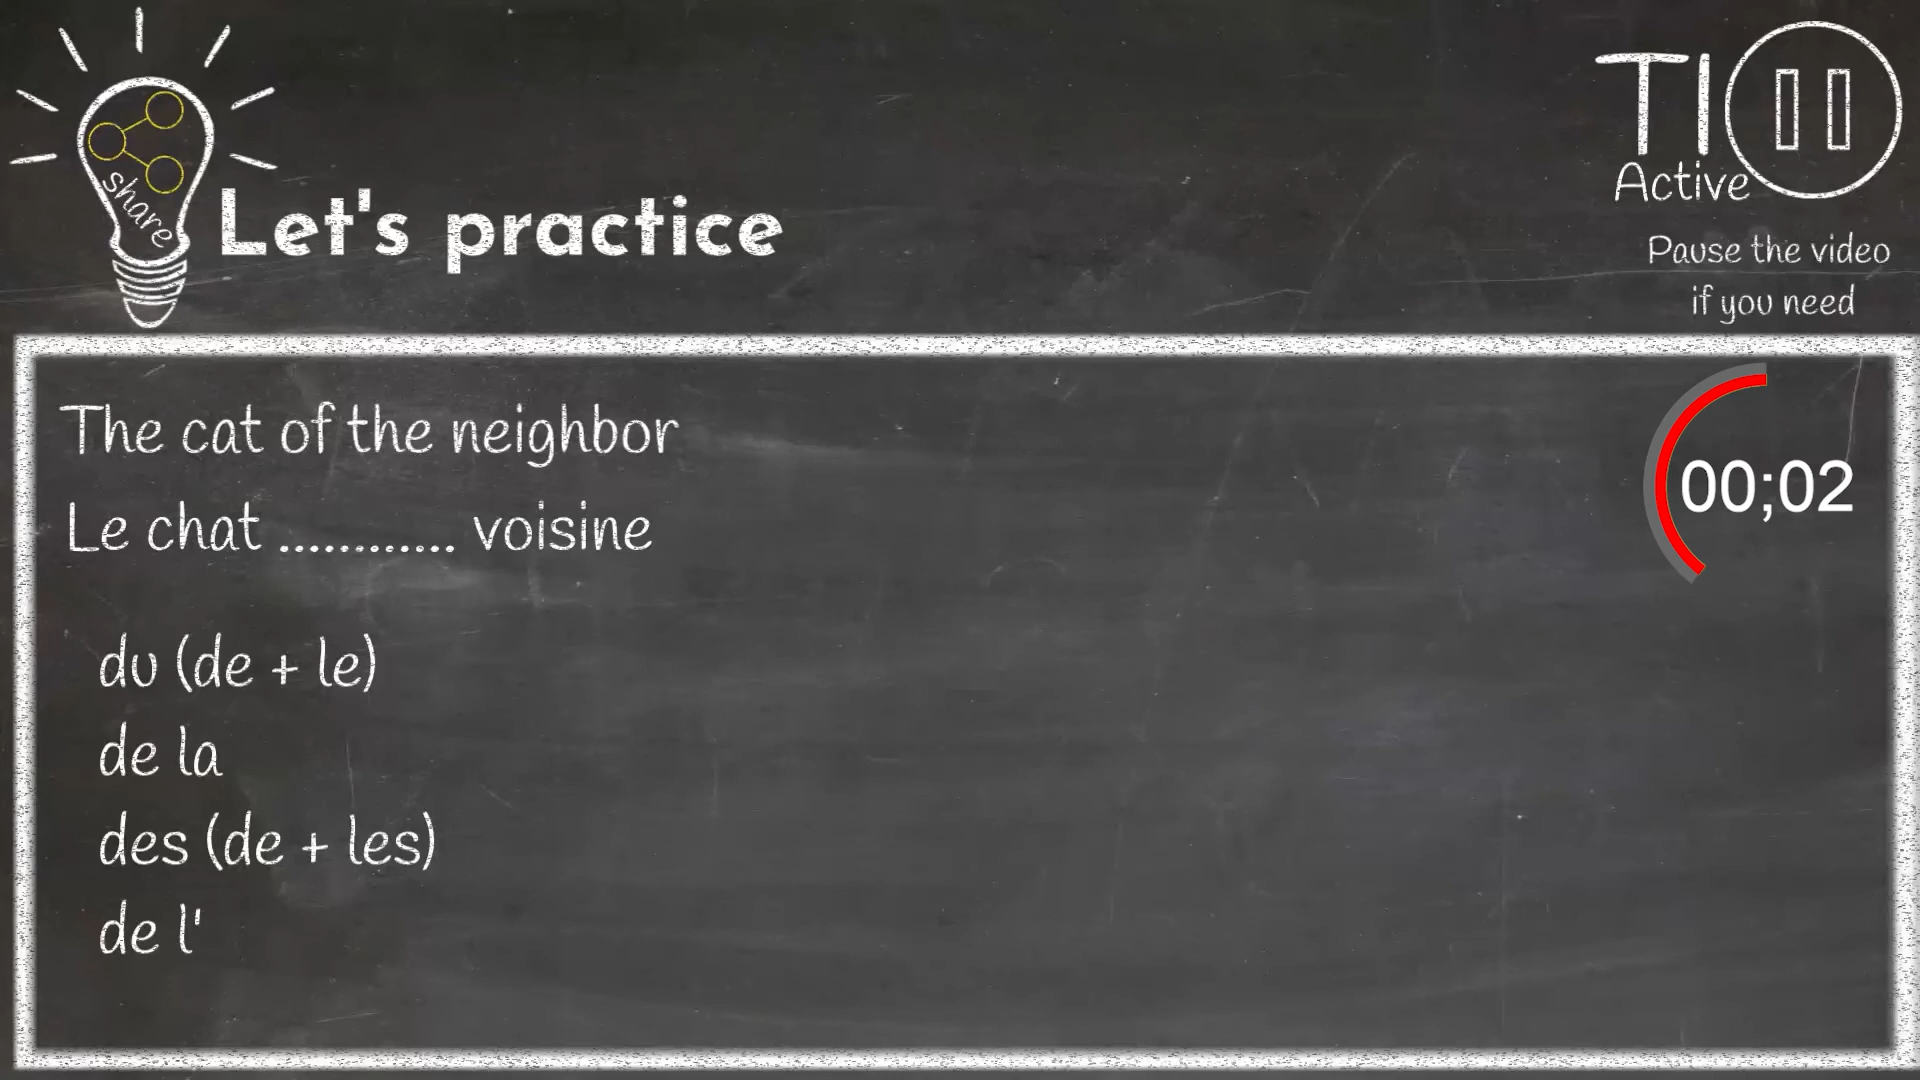 share
Let's practice
TI
Active
Pause the video
if you need
The cat of the neighbor
Le chat ............ voisine
00;02
du (de + le)
de la
des (de + les)
de l'